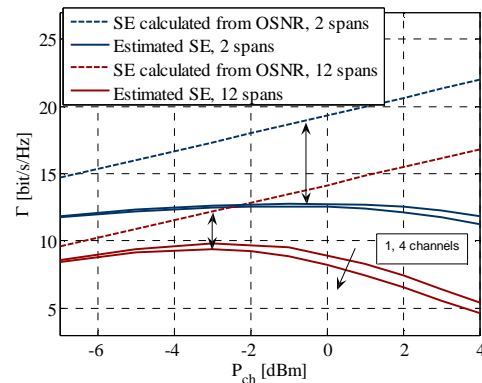 SE calculated from OSNR, 2 spans
Estimated SE, 2 spans
SE calculated from OSNR, 12 spans
Estimated SE, 12 spans
25
20
15
10
5
Γ [bit/s/Hz]
1, 4 channels
-6 -4 -2 0 2 4
P_ch [dBm]